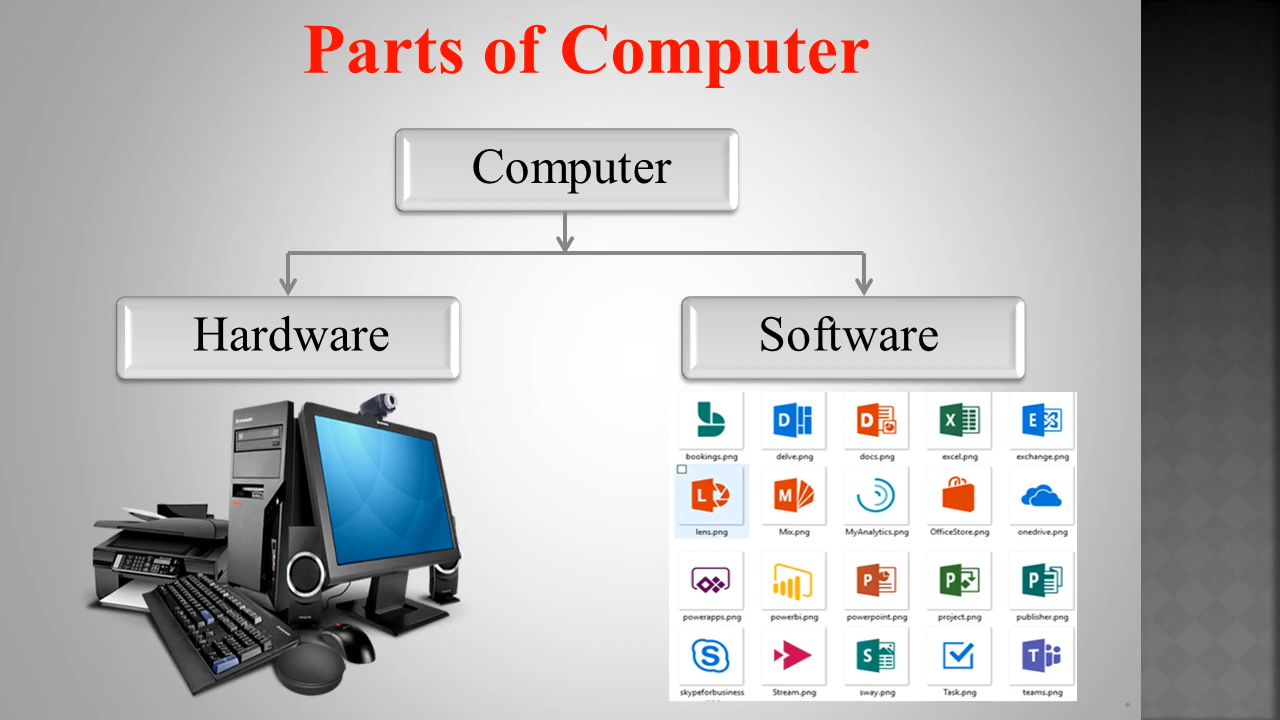 Parts of Computer
Computer
Hardware
Software
bookings.png
delve.png
docs.png
excel.png
exchange.png
lens.png
Mix.png
MyAnalytics.png
OfficeStore.png
onedrive.png
powerapps.png
powerbi.png
powerpoint.png
project.png
publisher.png
skypeforbusiness
Stream.png
sway.png
Task.png
teams.png